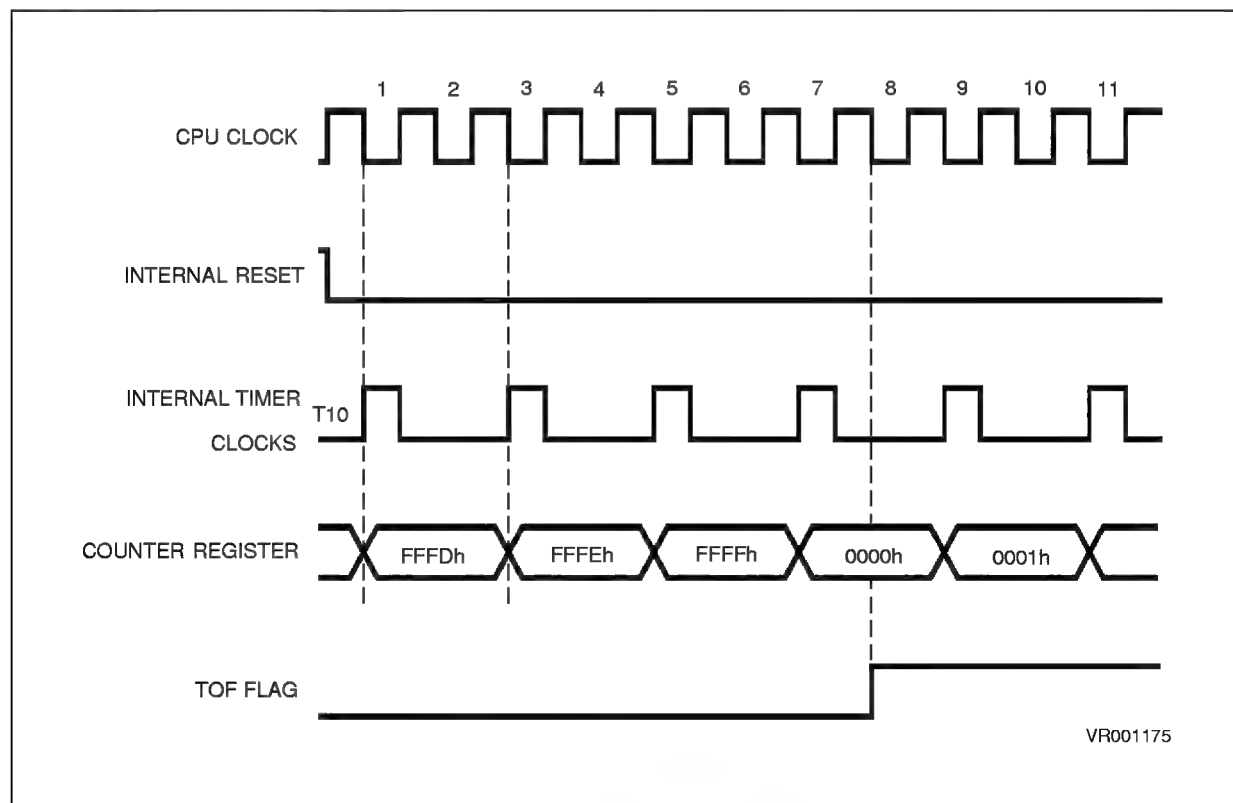 1 2 3 4 5 6 7 8 9 10 11
CPU CLOCK
INTERNAL RESET
INTERNAL TIMER
T10
CLOCKS
COUNTER REGISTER FFFDh FFFEh FFFFh 0000h 0001h
TOF FLAG
VR001175